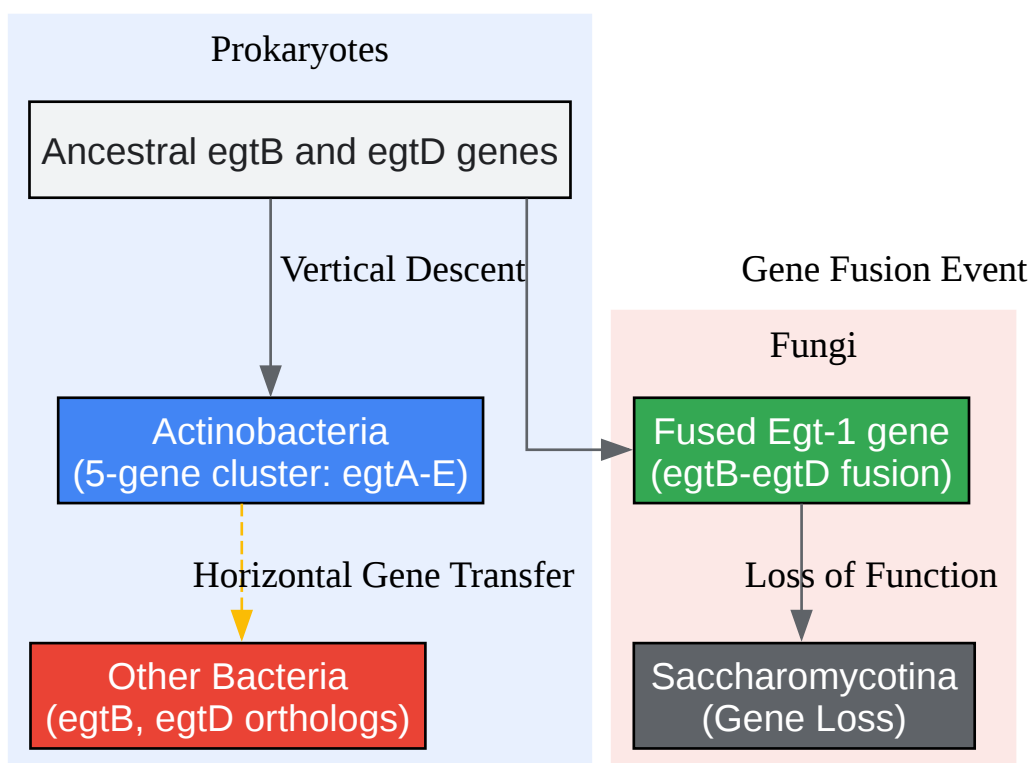 Prokaryotes
Ancestral egtB and egtD genes
Vertical Descent
Gene Fusion Event
Fungi
Actinobacteria
(5-gene cluster: egtA-E)
Fused Egt-1 gene
(egtB-egtD fusion)
Horizontal Gene Transfer
Loss of Function
Other Bacteria
(egtB, egtD orthologs)
Saccharomycotina
(Gene Loss)